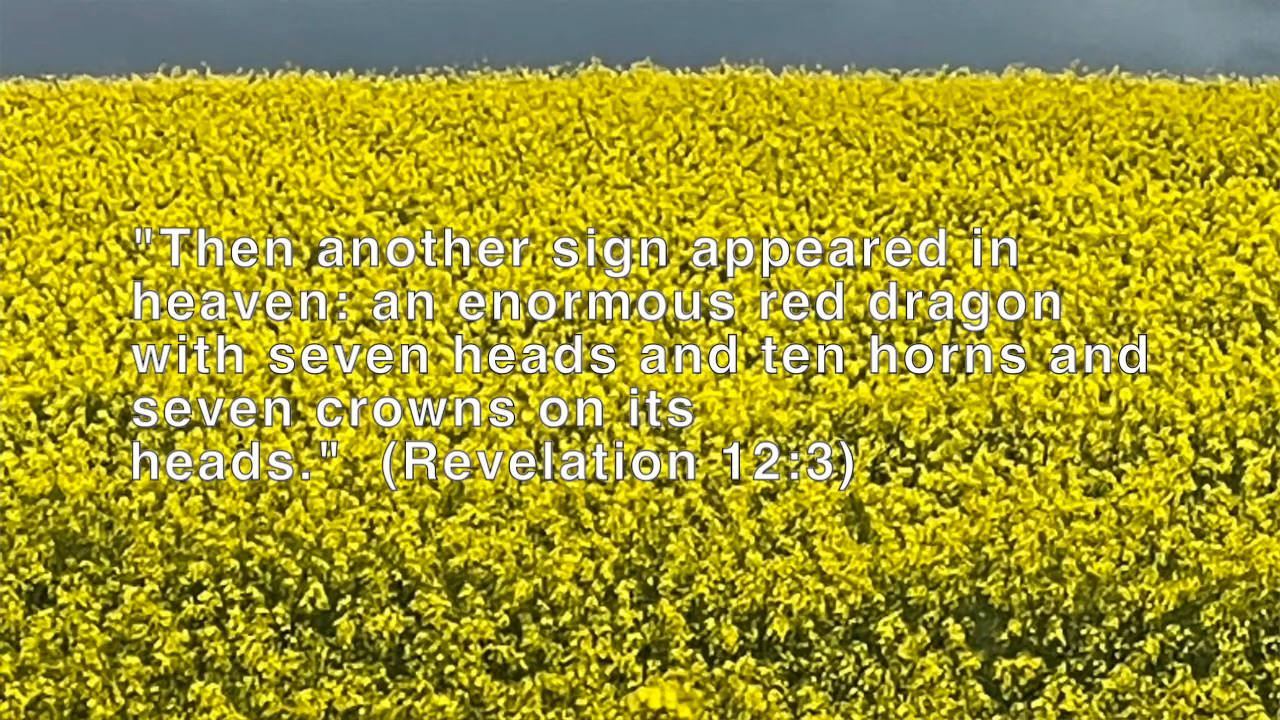 "Then another sign appeared in
heaven: an enormous red dragon
with seven heads and ten horns and
seven crowns on its
heads."  (Revelation 12:3)